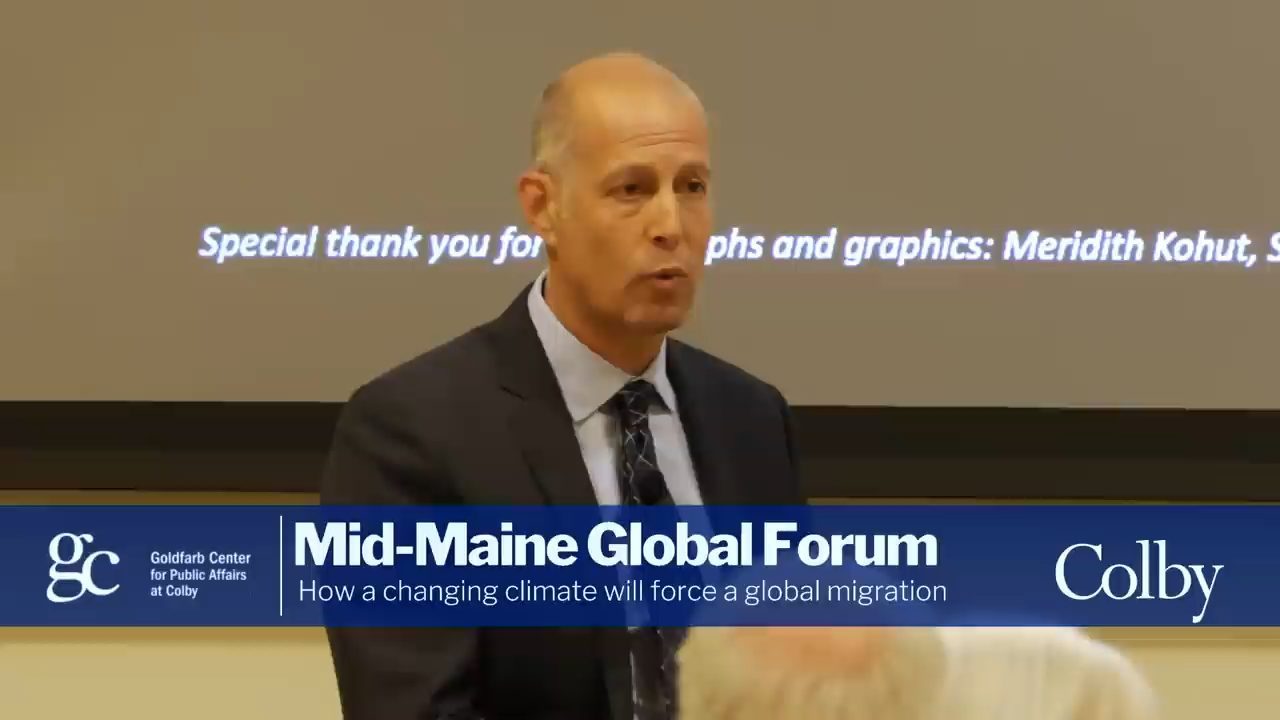 Special thank you for phs and graphics: Meridith Kohut, S
gc
Goldfarb Center
for Public Affairs
at Colby
Mid-Maine Global Forum
How a changing climate will force a global migration
Colby